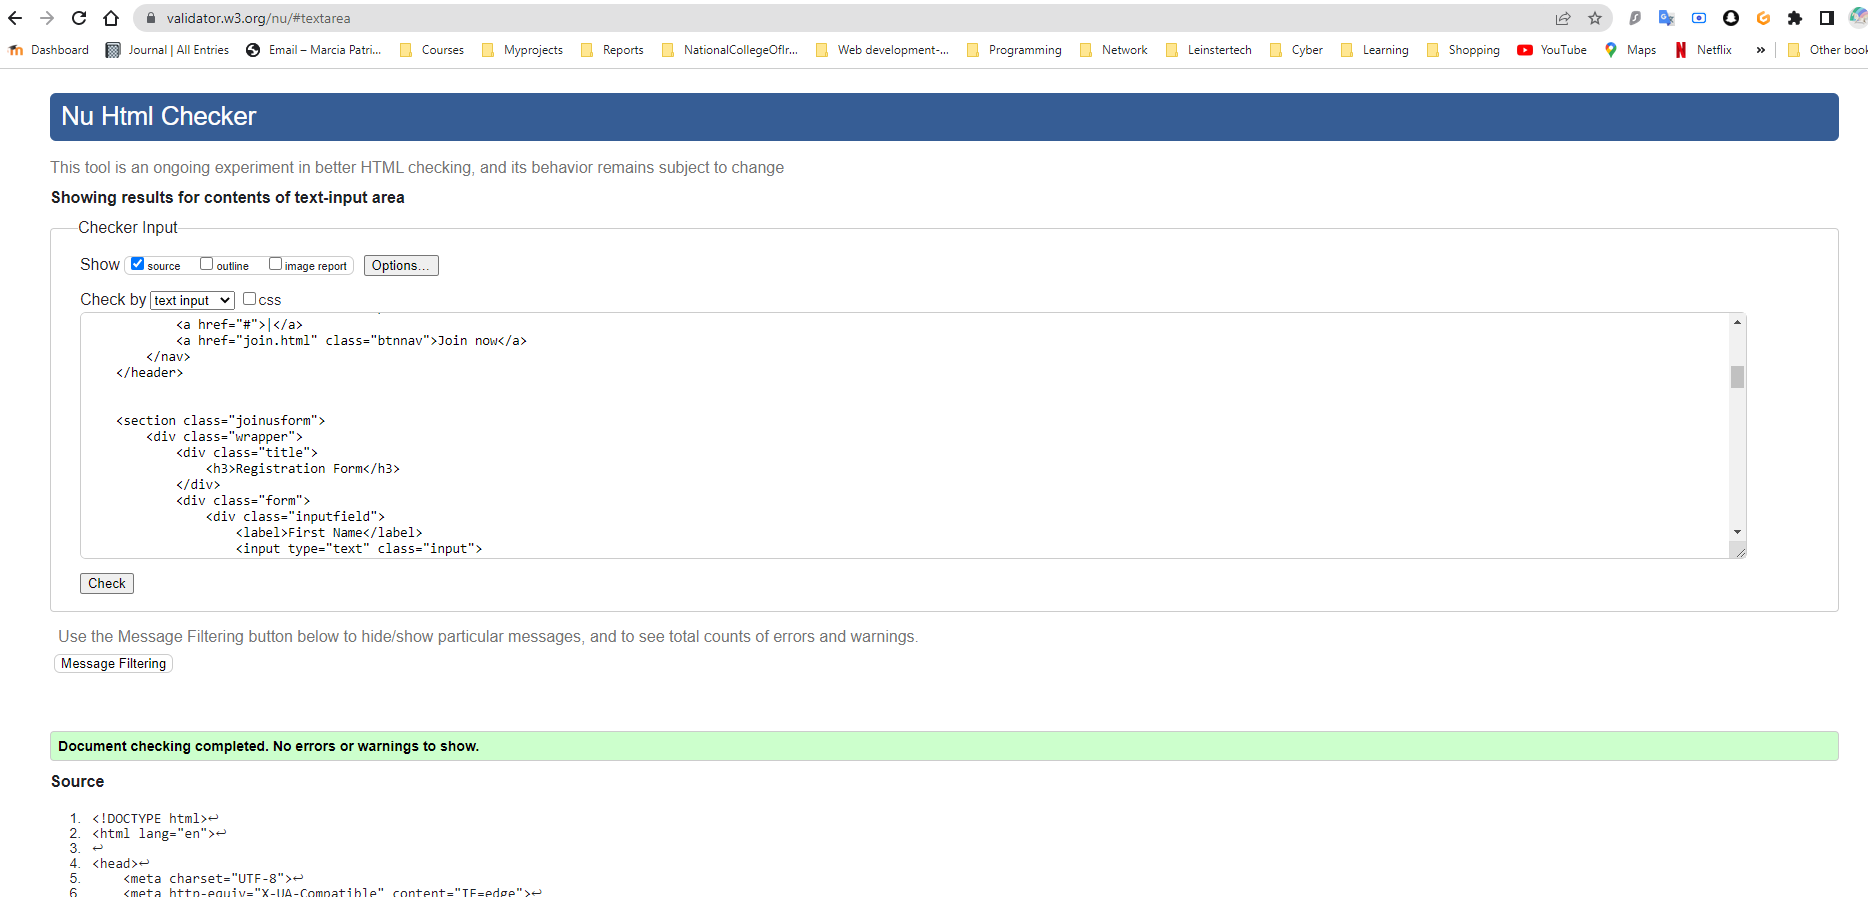 validator.w3.org/nu/#textarea
Dashboard Journal | All Entries Email – Marcia Patri... Courses Myprojects Reports NationalCollegeOfIr... Web development-... Programming Network Leinstertech Cyber Learning Shopping YouTube Maps Netflix » Other book
Nu Html Checker
This tool is an ongoing experiment in better HTML checking, and its behavior remains subject to change
Showing results for contents of text-input area
Checker Input
Show source outline image report Options...
Check by text input css
<a href="#">|</a>
<a href="join.html" class="btnnav">Join now</a>
</nav>
</header>
<section class="joinusform">
<div class="wrapper">
<div class="title">
<h3>Registration Form</h3>
</div>
<div class="form">
<div class="inputfield">
<label>First Name</label>
<input type="text" class="input">
Check
Use the Message Filtering button below to hide/show particular messages, and to see total counts of errors and warnings.
Message Filtering
Document checking completed. No errors or warnings to show.
Source
1. <!DOCTYPE html>↩
2. <html lang="en">↩
3. ↩
4. <head>↩
5. <meta charset="UTF-8">↩
6. <meta http-equiv="X-UA-Compatible" content="IE=edge">↩